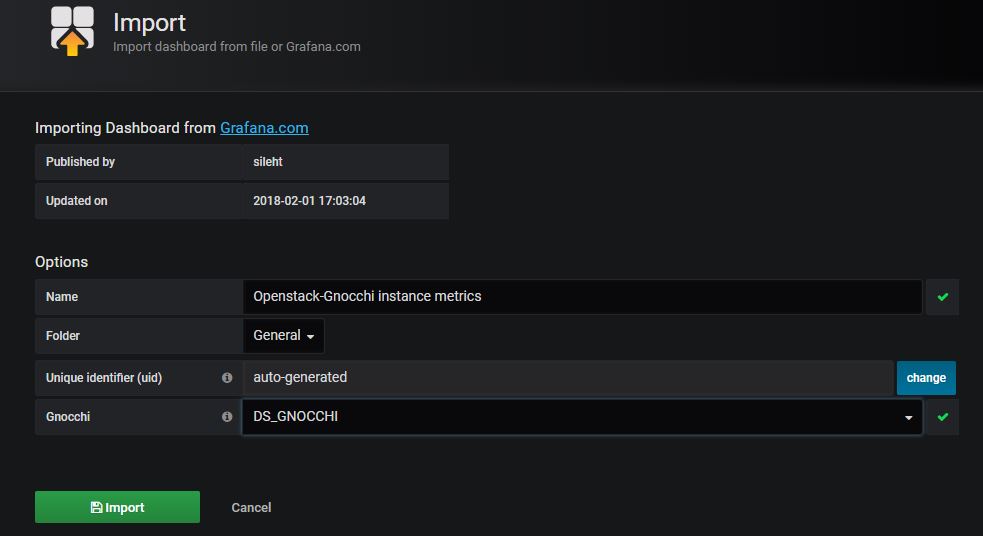 Import
Import dashboard from file or Grafana.com
Importing Dashboard from Grafana.com
Published by sileht
Updated on 2018-02-01 17:03:04
Options
Name Openstack-Gnocchi instance metrics
Folder General
Unique identifier (uid) auto-generated change
Gnocchi DS_GNOCCHI
Import Cancel